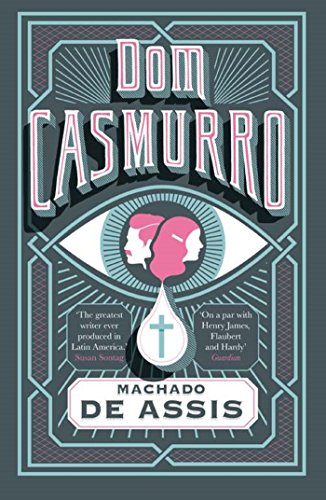 Dom
CASMURRO
'The greatest
writer ever
produced in
Latin America.'
Susan Sontag
'On a par with
Henry James,
Flaubert
and Hardy'
Guardian
MACHADO
DE ASSIS